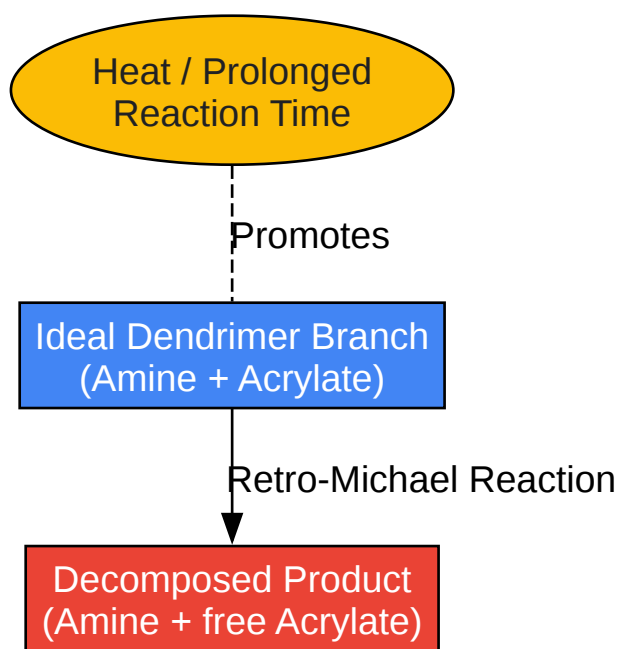 Heat / Prolonged
Reaction Time
Promotes
Ideal Dendrimer Branch
(Amine + Acrylate)
Retro-Michael Reaction
Decomposed Product
(Amine + free Acrylate)